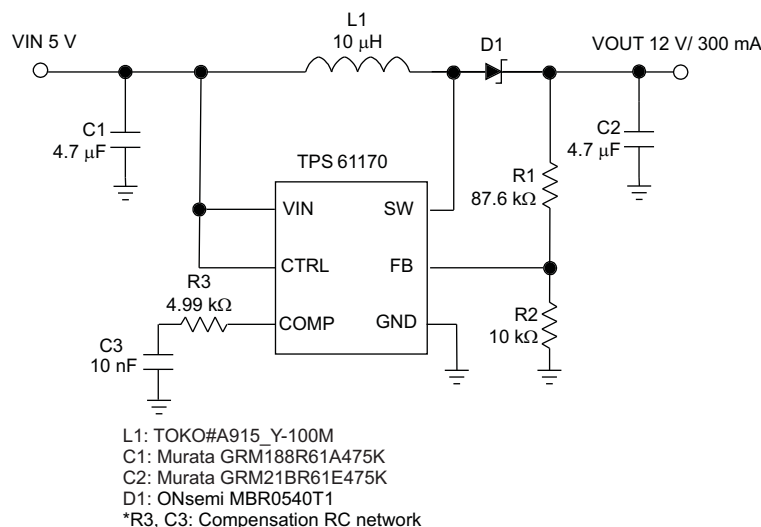 L1
10 μH
VIN 5 V
D1
VOUT 12 V/ 300 mA
C1
4.7 μF
C2
4.7 μF
TPS 61170
R1
87.6 kΩ
VIN
SW
CTRL
FB
R3
4.99 kΩ
COMP
GND
R2
10 kΩ
C3
10 nF
L1: TOKO#A915_Y-100M
C1: Murata GRM188R61A475K
C2: Murata GRM21BR61E475K
D1: ONsemi MBR0540T1
*R3, C3: Compensation RC network